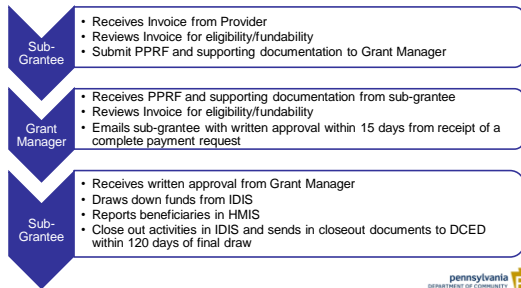 Sub-
Grantee
• Receives Invoice from Provider
• Reviews Invoice for eligibility/fundability
• Submit PPRF and supporting documentation to Grant Manager
Grant
Manager
• Receives PPRF and supporting documentation from sub-grantee
• Reviews Invoice for eligibility/fundability
• Emails sub-grantee with written approval within 15 days from receipt of a
complete payment request
Sub-
Grantee
• Receives written approval from Grant Manager
• Draws down funds from IDIS
• Reports beneficiaries in HMIS
• Close out activities in IDIS and sends in closeout documents to DCED
within 120 days of final draw
pennsylvania
DEPARTMENT OF COMMUNITY